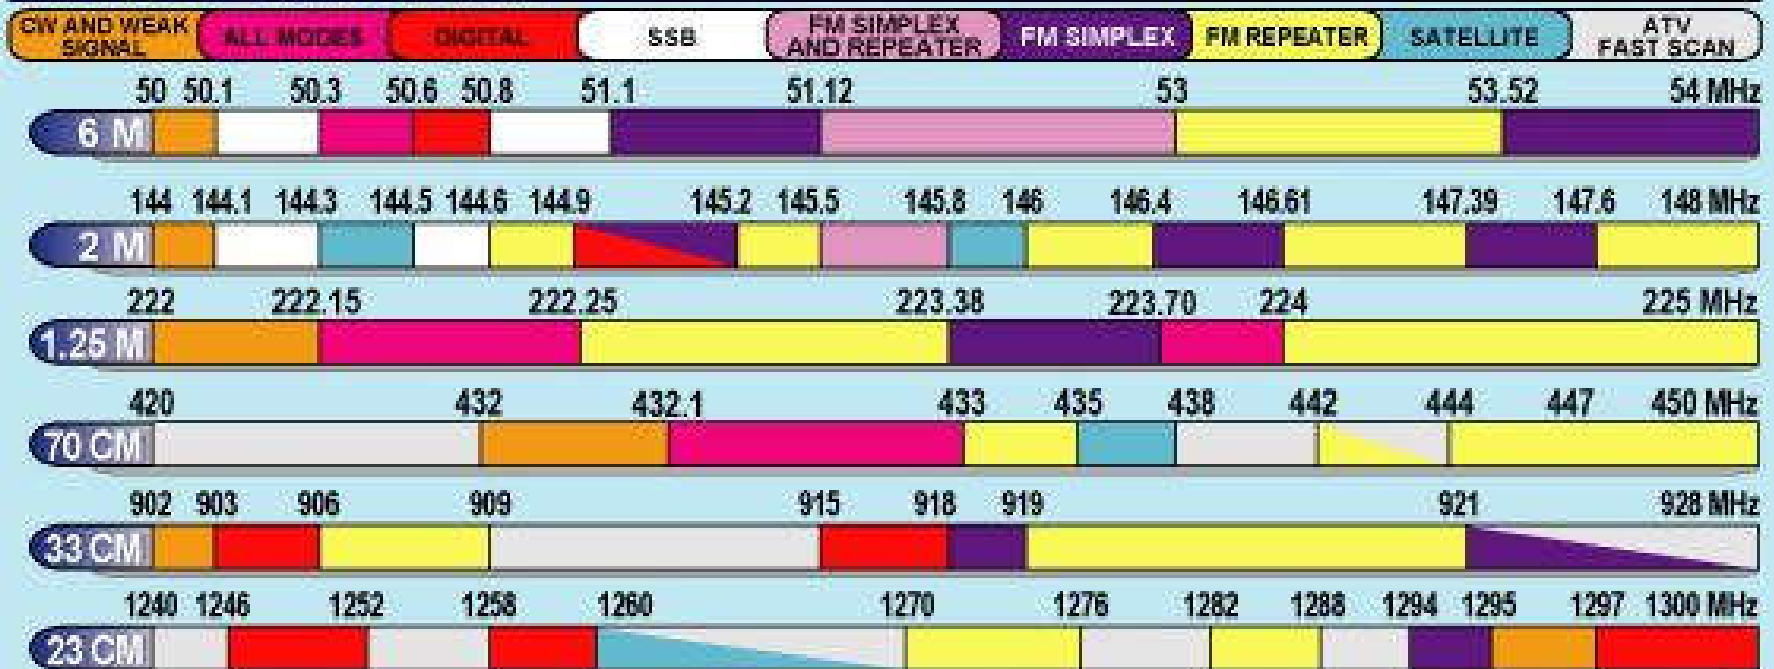 CW AND WEAK SIGNAL ALL MODES DIGITAL SSB FM SIMPLEX AND REPEATER FM SIMPLEX FM REPEATER SATELLITE ATV FAST SCAN
50 50.1 50.3 50.6 50.8 51.1 51.12 53 53.52 54 MHz
6 M
144 144.1 144.3 144.5 144.6 144.9 145.2 145.5 145.8 146 146.4 146.61 147.39 147.6 148 MHz
2 M
222 222.15 222.25 223.38 223.70 224 225 MHz
1.25 M
420 432 432.1 433 435 438 442 444 447 450 MHz
70 CM
902 903 906 909 915 918 919 921 928 MHz
33 CM
1240 1246 1252 1258 1260 1270 1276 1282 1288 1294 1295 1297 1300 MHz
23 CM